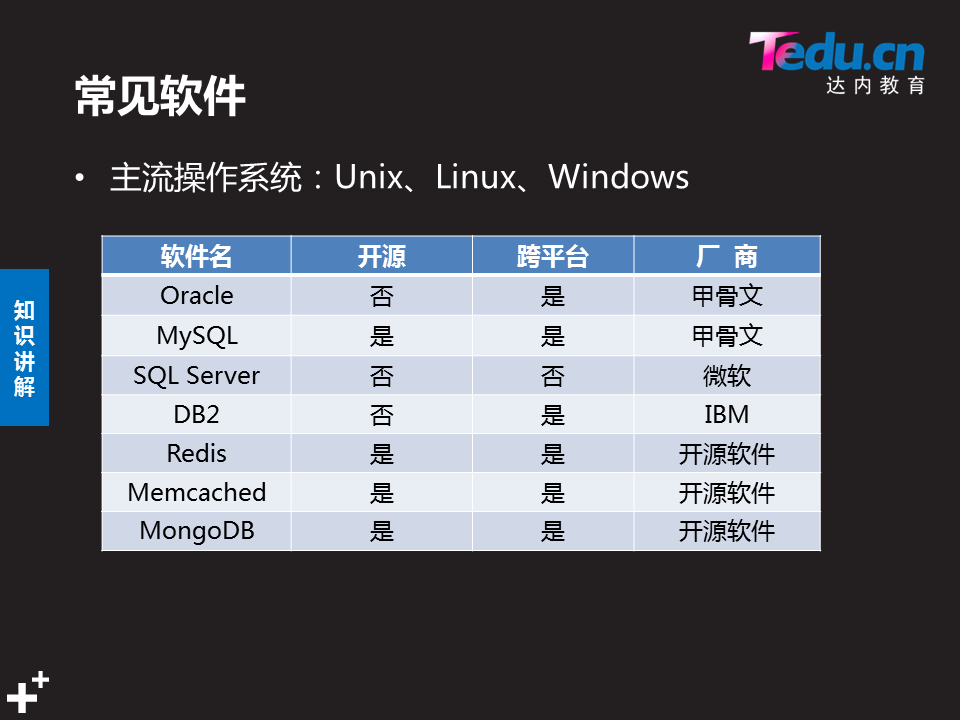 Tedu.cn
达内教育
常见软件
• 主流操作系统：Unix、Linux、Windows
知识讲解
软件名 开源 跨平台 厂 商
Oracle 否 是 甲骨文
MySQL 是 是 甲骨文
SQL Server 否 否 微软
DB2 否 是 IBM
Redis 是 是 开源软件
Memcached 是 是 开源软件
MongoDB 是 是 开源软件